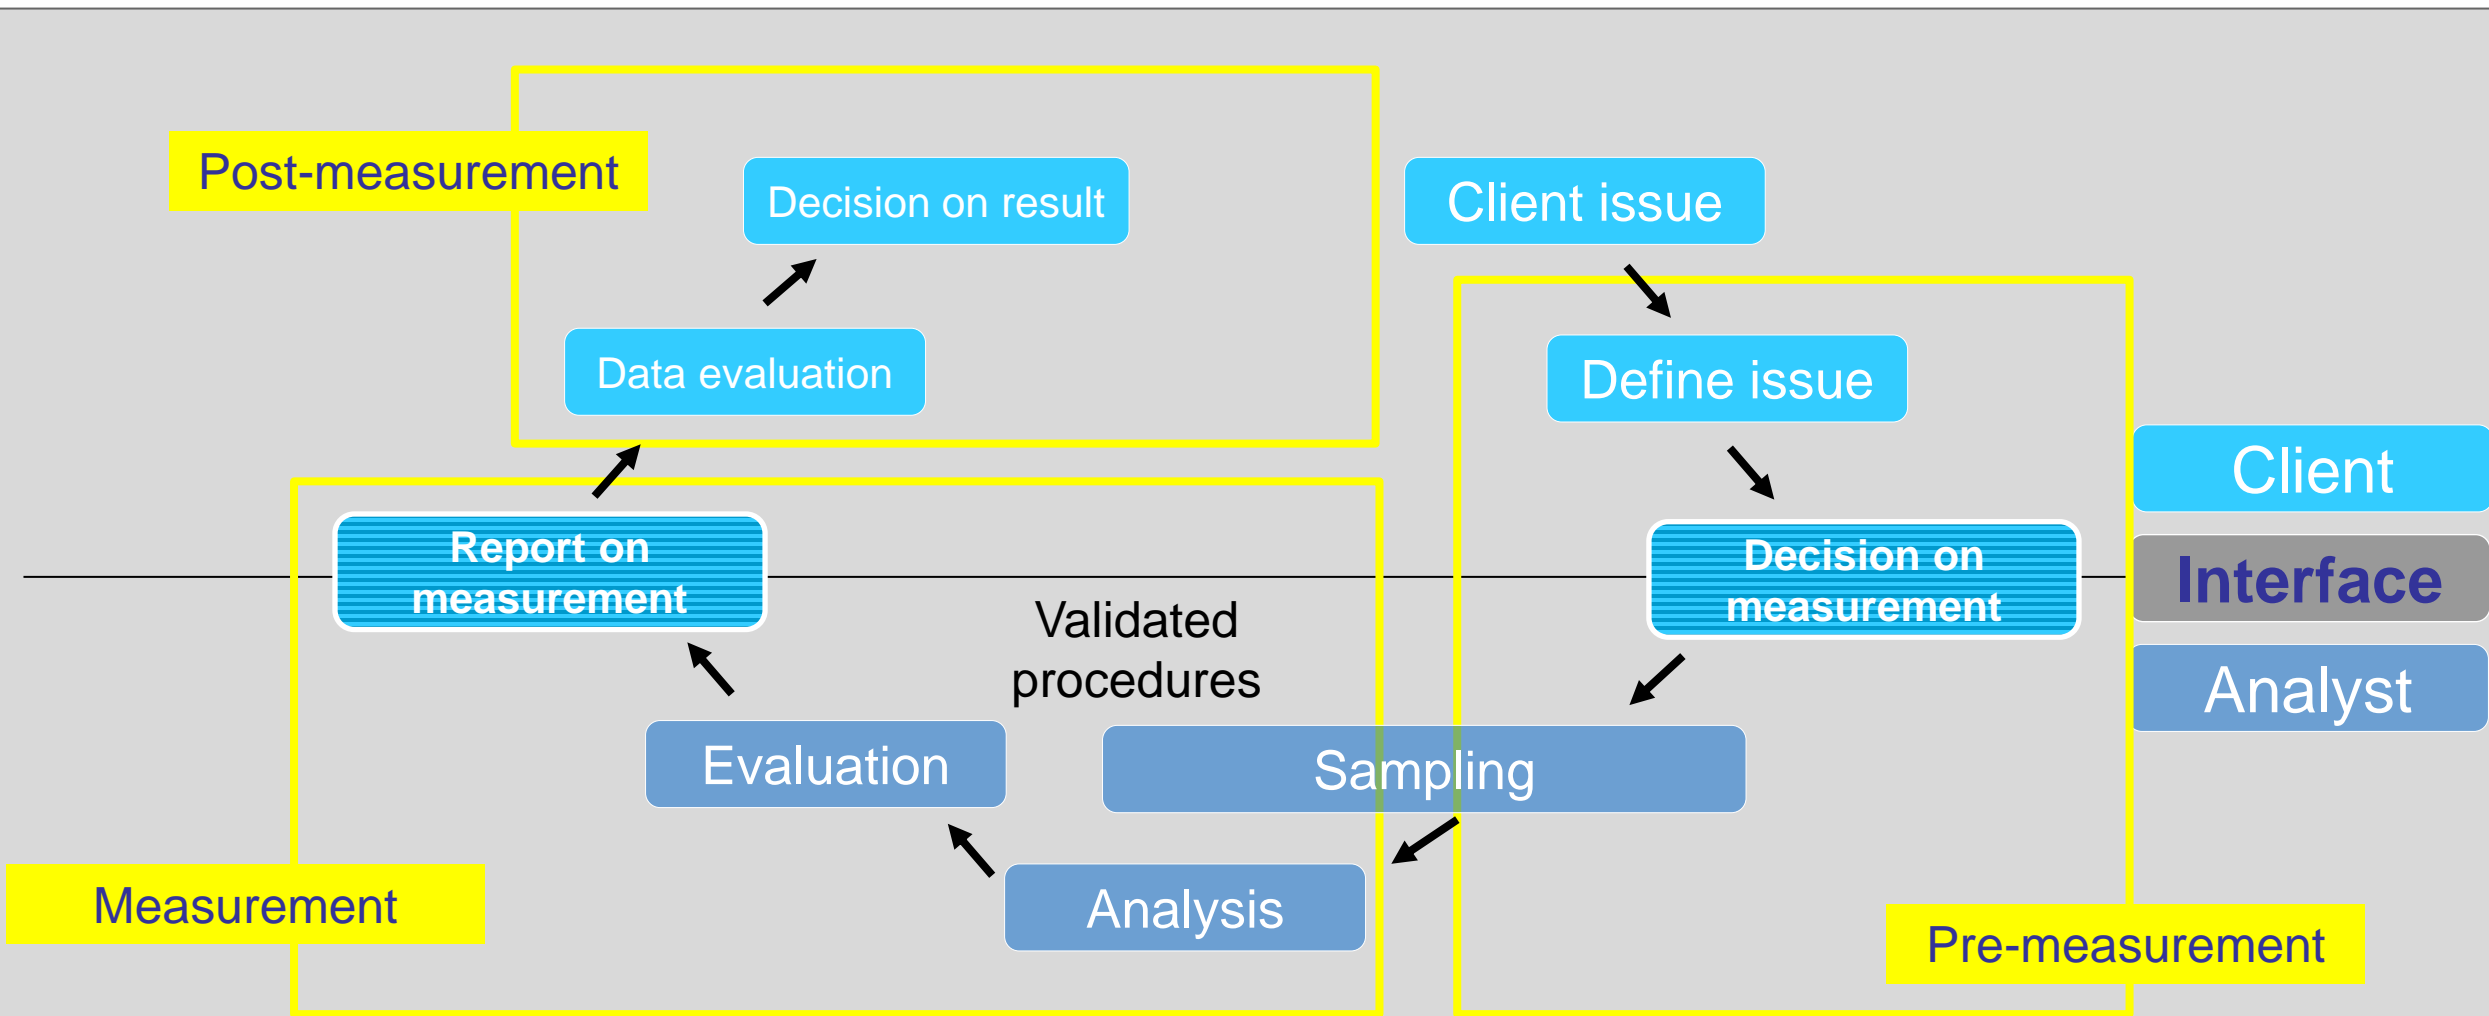 Post-measurement
Decision on result
Client issue
Data evaluation
Define issue
Client
Report on
measurement
Decision on
measurement
Interface
Validated
procedures
Analyst
Evaluation
Sampling
Measurement
Analysis
Pre-measurement